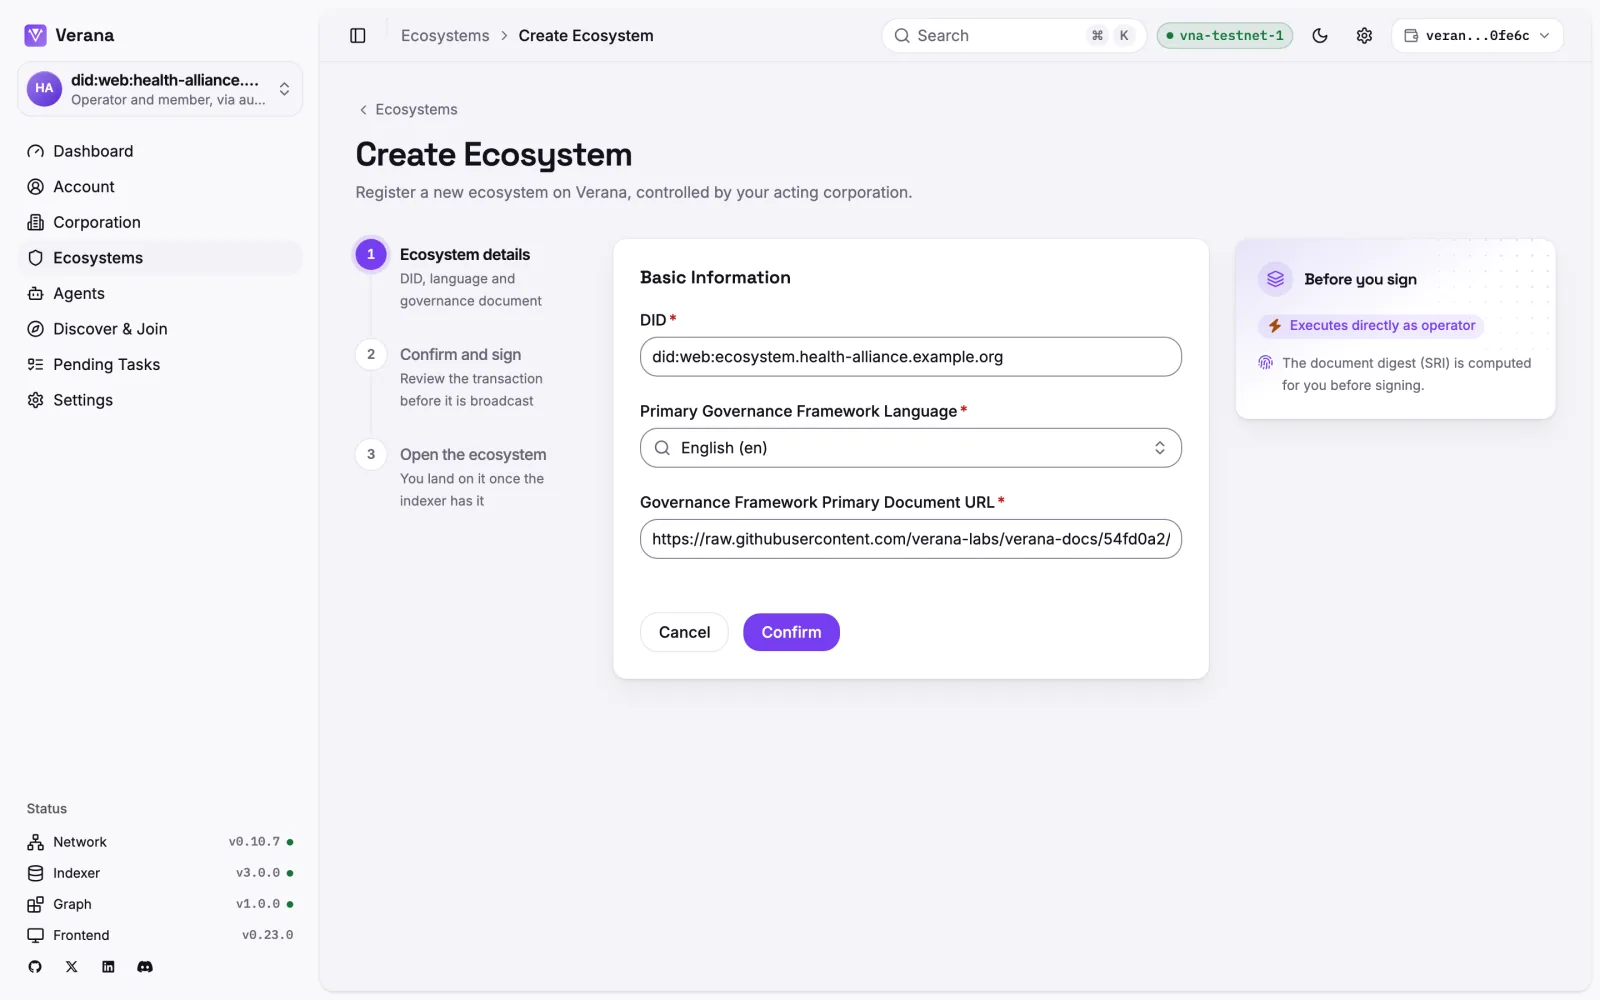 Verana
HA
did:web:health-alliance....
Operator and member, via au...
Dashboard
Account
Corporation
Ecosystems
Agents
Discover & Join
Pending Tasks
Settings
Status
Network v0.10.7
Indexer v3.0.0
Graph v1.0.0
Frontend v0.23.0
Ecosystems > Create Ecosystem
Search ⌘ K
vna-testnet-1
veran...0fe6c
Ecosystems
Create Ecosystem
Register a new ecosystem on Verana, controlled by your acting corporation.
1 Ecosystem details
DID, language and
governance document
2 Confirm and sign
Review the transaction
before it is broadcast
3 Open the ecosystem
You land on it once the
indexer has it
Basic Information
DID*
did:web:ecosystem.health-alliance.example.org
Primary Governance Framework Language*
English (en)
Governance Framework Primary Document URL*
https://raw.githubusercontent.com/verana-labs/verana-docs/54fd0a2/
Cancel
Confirm
Before you sign
Executes directly as operator
The document digest (SRI) is computed
for you before signing.